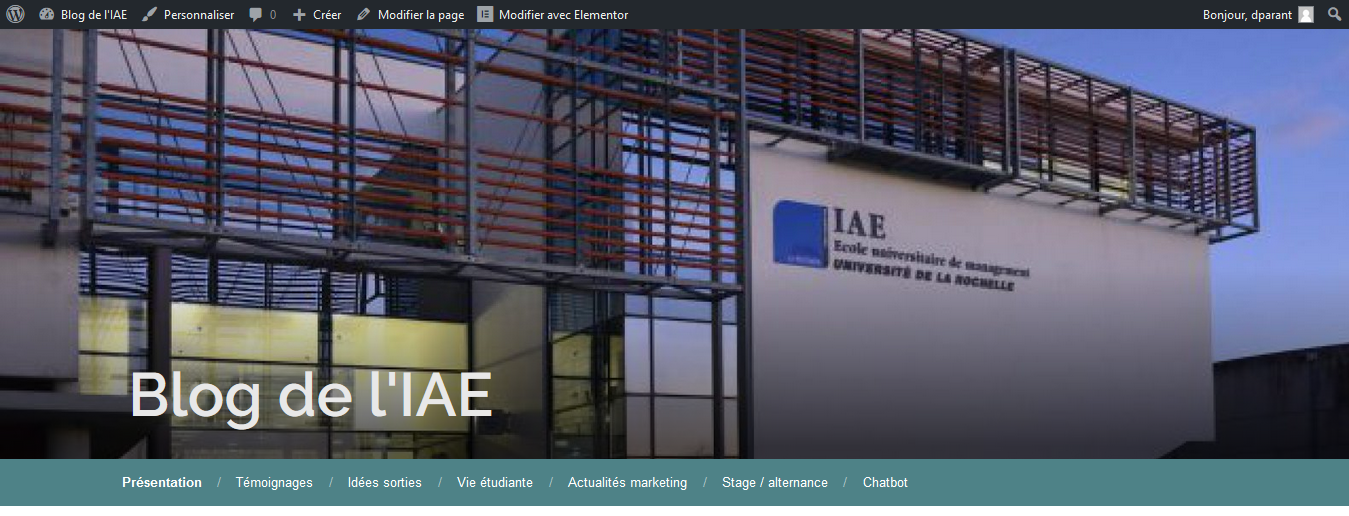 Blog de l'IAE Personnaliser 0 Créer Modifier la page Modifier avec Elementor Bonjour, dparant
IAE
Ecole universitaire de management
UNIVERSITÉ DE LA ROCHELLE
Blog de l'IAE
Présentation / Témoignages / Idées sorties / Vie étudiante / Actualités marketing / Stage / alternance / Chatbot